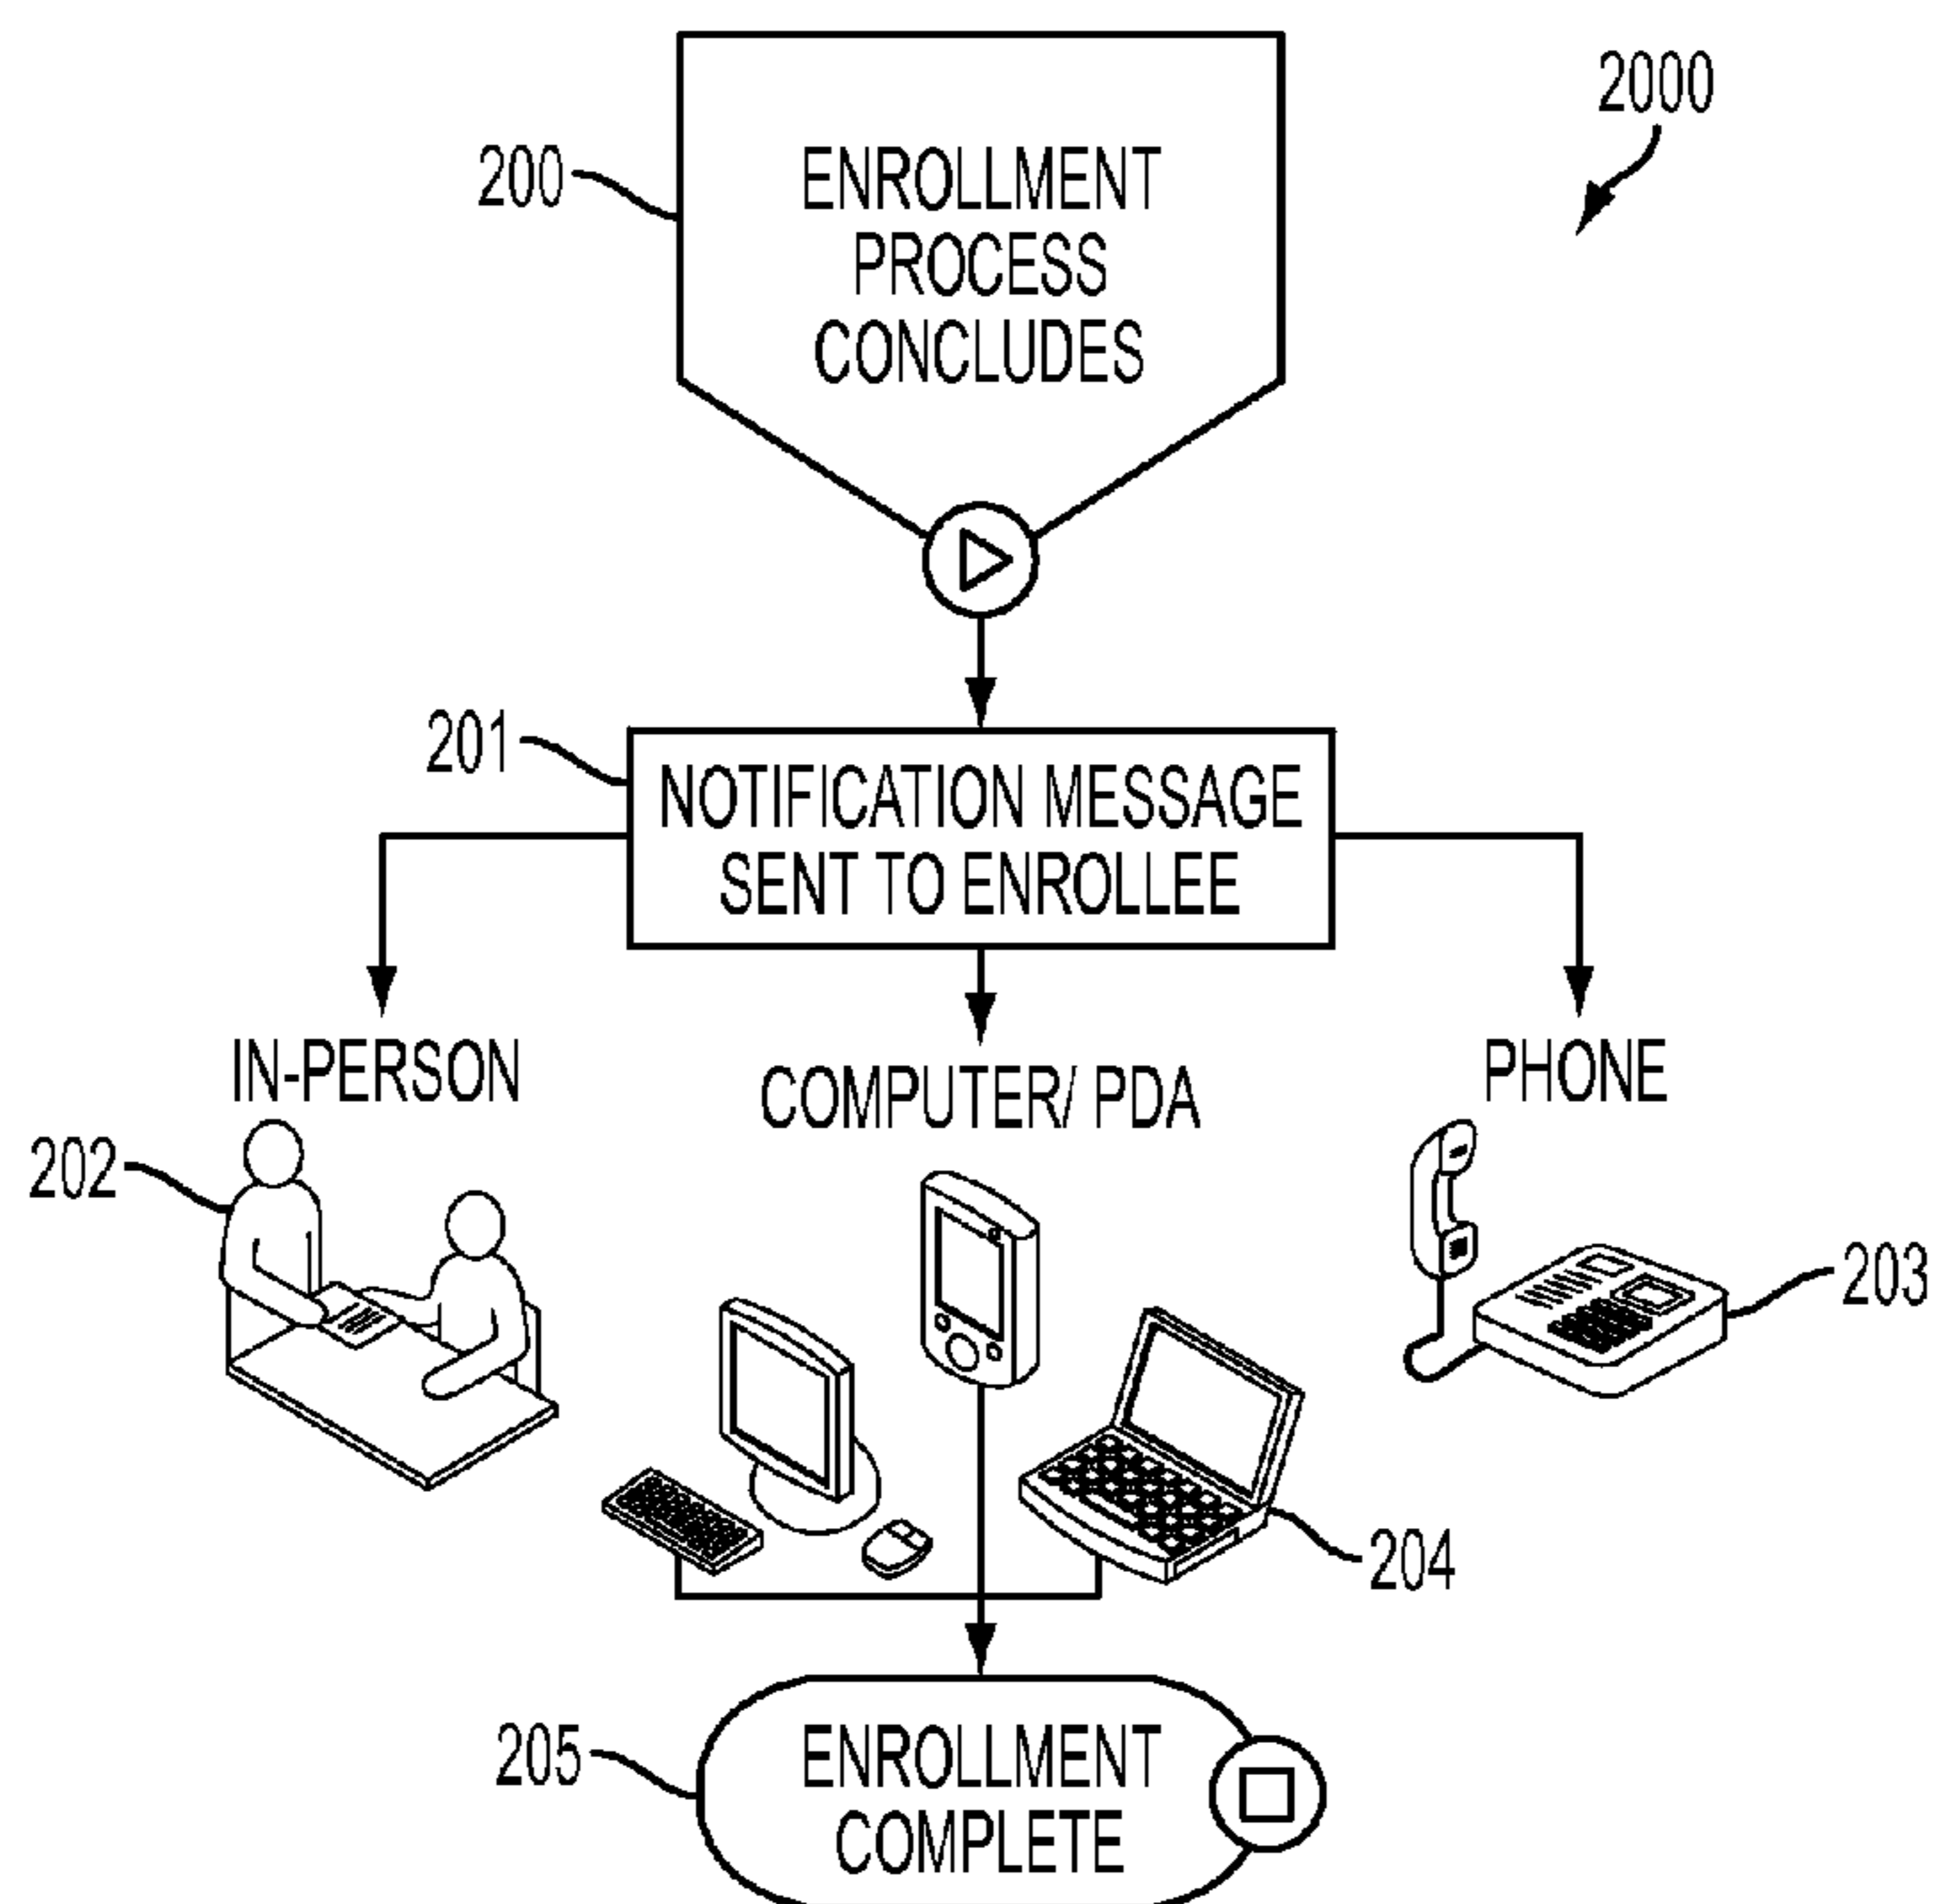 2000
200
ENROLLMENT
PROCESS
CONCLUDES
201
NOTIFICATION MESSAGE
SENT TO ENROLLEE
IN-PERSON
COMPUTER/ PDA
PHONE
202
203
204
205
ENROLLMENT
COMPLETE